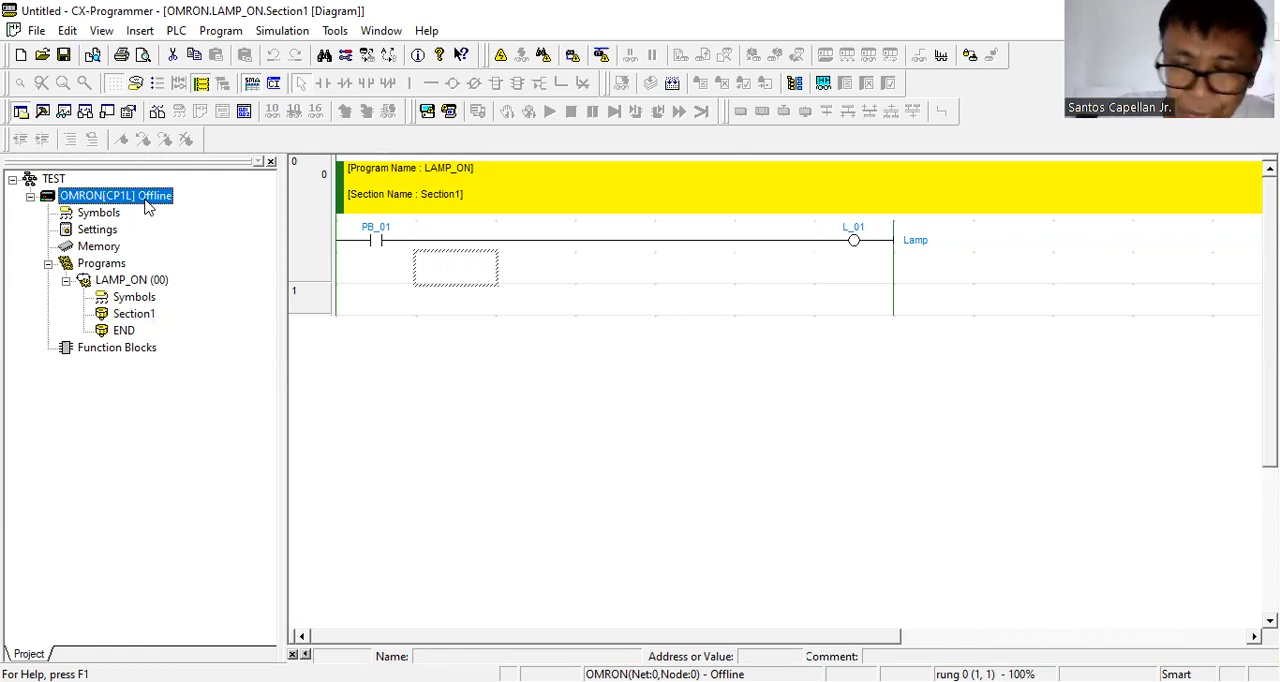 Untitled - CX-Programmer - [OMRON.LAMP_ON.Section1 [Diagram]]
File Edit View Insert PLC Program Simulation Tools Window Help
10 10 16
Santos Capellan Jr.
TEST
OMRON[CP1L] Offline
Symbols
Settings
Memory
Programs
LAMP_ON (00)
Symbols
Section1
END
Function Blocks
Project
0
0
[Program Name : LAMP_ON]
[Section Name : Section1]
PB_01 L_01
Lamp
1
Name: Address or Value: Comment:
For Help, press F1 OMRON(Net:0,Node:0) - Offline rung 0 (1, 1) - 100% Smart